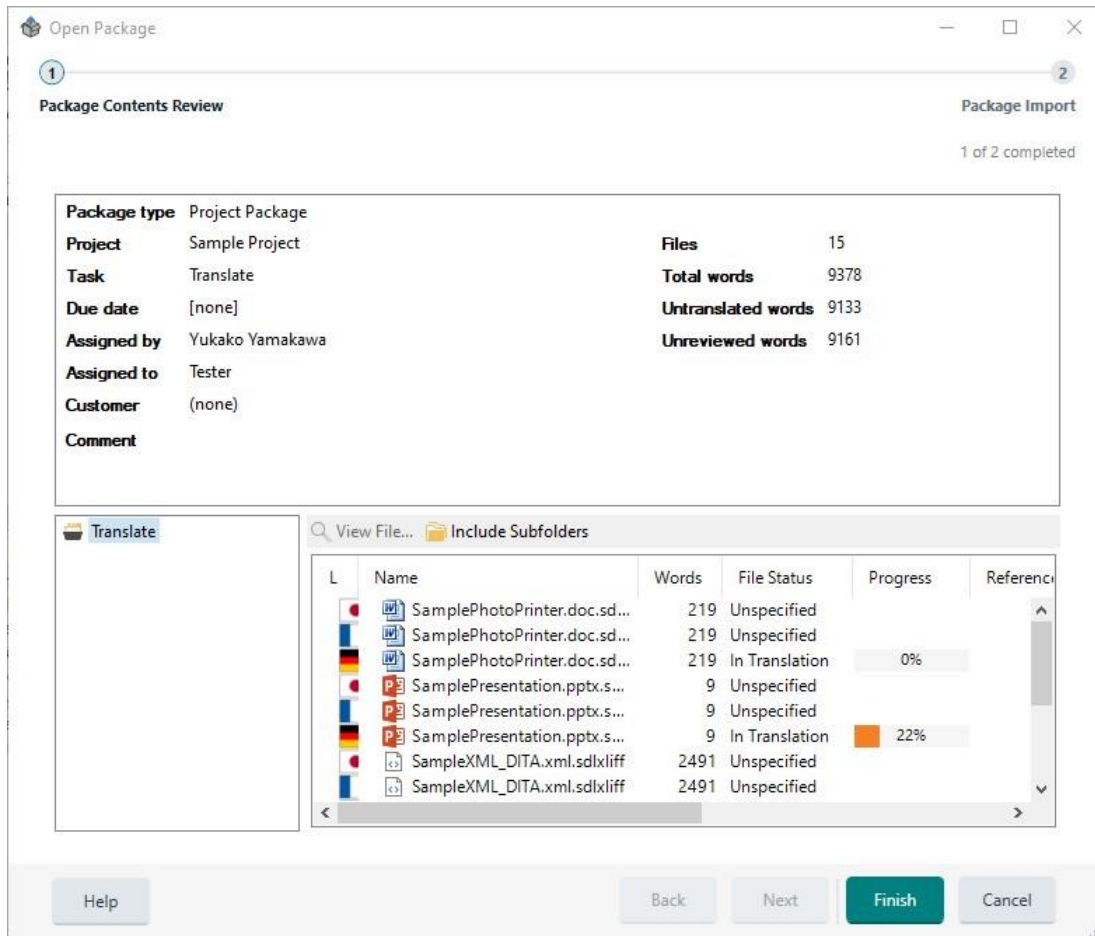 Open Package
1
2
Package Contents Review
Package Import
1 of 2 completed
Package type Project Package
Project Sample Project
Files 15
Task Translate
Total words 9378
Due date [none]
Untranslated words 9133
Assigned by Yukako Yamakawa
Unreviewed words 9161
Assigned to Tester
Customer (none)
Comment
Translate
View File... Include Subfolders
L Name Words File Status Progress Reference
SamplePhotoPrinter.doc.sd... 219 Unspecified
SamplePhotoPrinter.doc.sd... 219 Unspecified
SamplePhotoPrinter.doc.sd... 219 In Translation 0%
SamplePresentation.pptx.s... 9 Unspecified
SamplePresentation.pptx.s... 9 Unspecified
SamplePresentation.pptx.s... 9 In Translation 22%
SampleXML_DITA.xml.sdlxliff 2491 Unspecified
SampleXML_DITA.xml.sdlxliff 2491 Unspecified
Help Back Next Finish Cancel